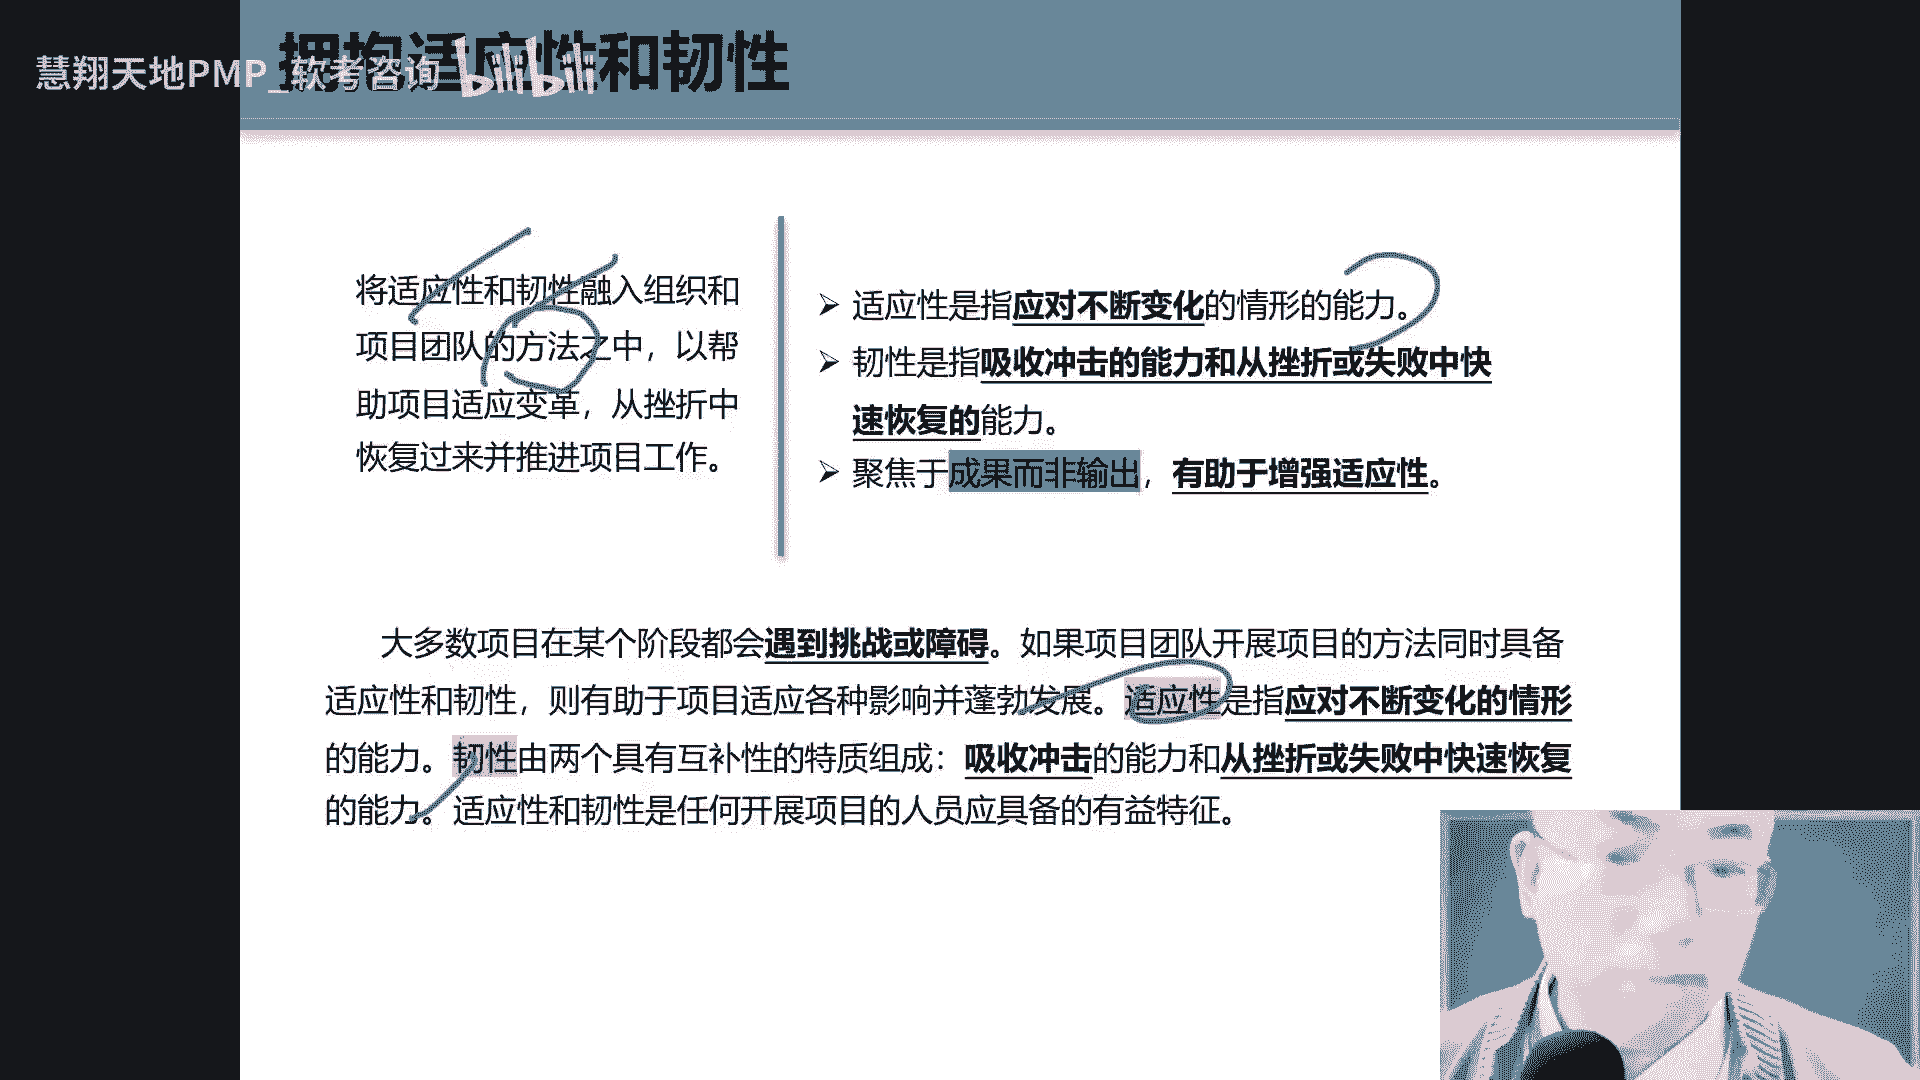 拥抱适应性和韧性
慧翔天地PMP_软考咨询 bilibili
将适应性和韧性融入组织和
项目团队的方法之中，以帮
助项目适应变革，从挫折中
恢复过来并推进项目工作。
➢ 适应性是指应对不断变化的情形的能力。
➢ 韧性是指吸收冲击的能力和从挫折或失败中快
速恢复的能力。
➢ 聚焦于成果而非输出，有助于增强适应性。
大多数项目在某个阶段都会遇到挑战或障碍。如果项目团队开展项目的方法同时具备
适应性和韧性，则有助于项目适应各种影响并蓬勃发展。适应性是指应对不断变化的情形
的能力。韧性由两个具有互补性的特质组成：吸收冲击的能力和从挫折或失败中快速恢复
的能力。适应性和韧性是任何开展项目的人员应具备的有益特征。